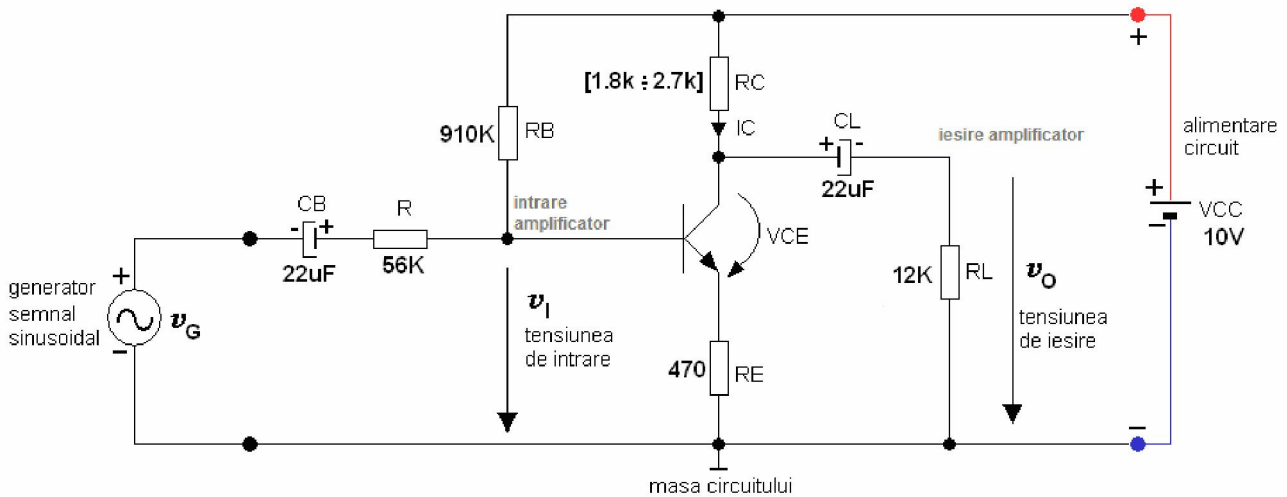 [1.8k ÷ 2.7k]
RC
+
910K
RB
IC
CL
iesire amplificator
alimentare
circuit
+ -
22uF
+
VCC
-
10V
CB
R
intrare
amplificator
- +
22uF
56K
VCE
generator
semnal
sinusoidal
+
-
vG
vI
tensiunea
de intrare
12K
RL
vO
tensiunea
de iesire
470
RE
-
masa circuitului